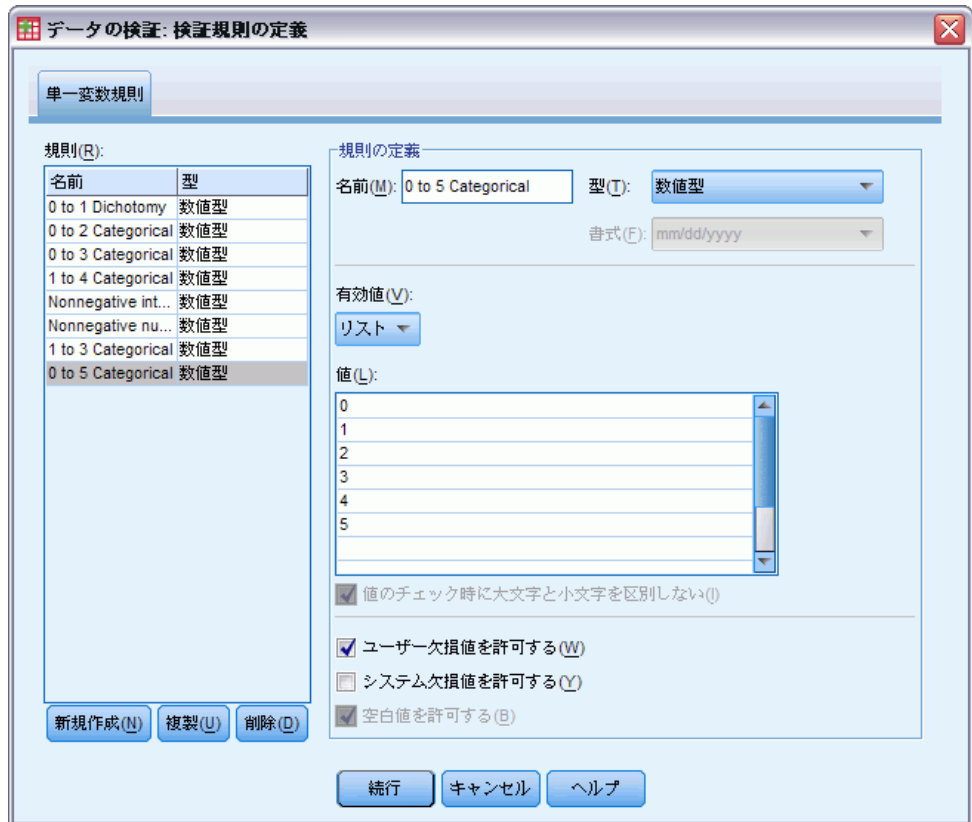 データの検証: 検証規則の定義
単一変数規則
規則(R):
名前 型
0 to 1 Dichotomy 数値型
0 to 2 Categorical 数値型
0 to 3 Categorical 数値型
1 to 4 Categorical 数値型
Nonnegative int... 数値型
Nonnegative nu... 数値型
1 to 3 Categorical 数値型
0 to 5 Categorical 数値型
新規作成(N) 複製(U) 削除(D)
規則の定義
名前(M): 0 to 5 Categorical 型(T): 数値型
書式(F): mm/dd/yyyy
有効値(V):
リスト
値(L):
0
1
2
3
4
5
値のチェック時に大文字と小文字を区別しない(I)
ユーザー欠損値を許可する(W)
システム欠損値を許可する(Y)
空白値を許可する(B)
続行 キャンセル ヘルプ